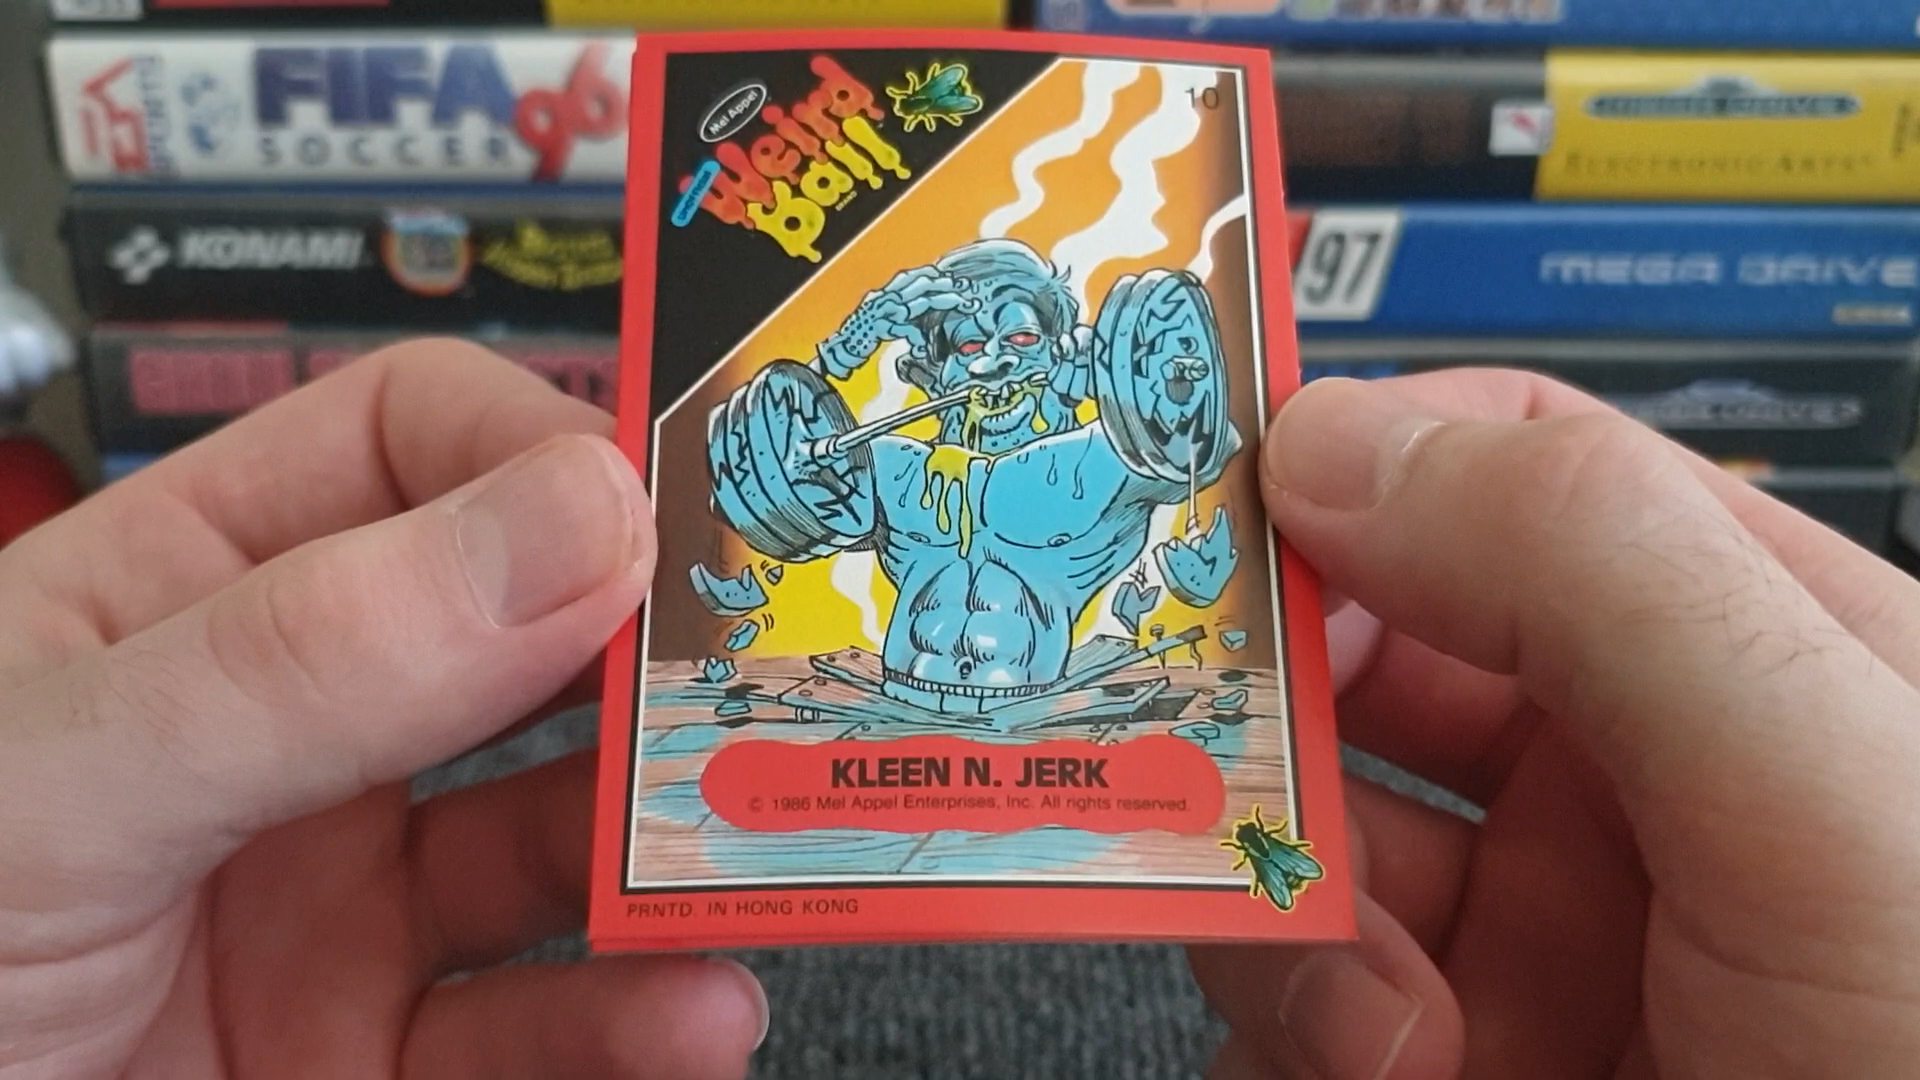 FIFA
SOCCER 96
KONAMI
97
MEGA DRIVE
ELECTRONIC ARTS
Mel Appel
Weird
Ball
10
KLEEN N. JERK
© 1986 Mel Appel Enterprises, Inc. All rights reserved.
PRNTD. IN HONG KONG